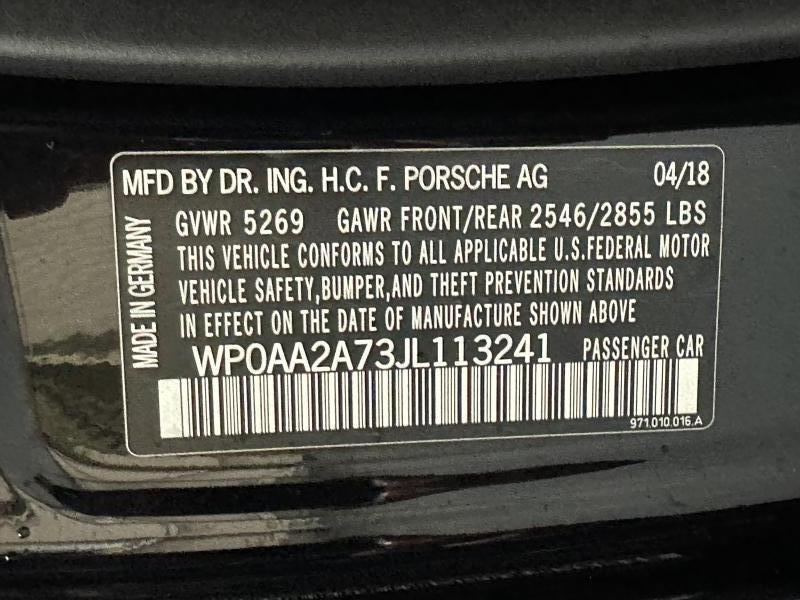 MFD BY DR. ING. H.C. F. PORSCHE AG 04/18
GVWR 5269 GAWR FRONT/REAR 2546/2855 LBS
THIS VEHICLE CONFORMS TO ALL APPLICABLE U.S.FEDERAL MOTOR
VEHICLE SAFETY,BUMPER,AND THEFT PREVENTION STANDARDS
IN EFFECT ON THE DATE OF MANUFACTURE SHOWN ABOVE
MADE IN GERMANY
WP0AA2A73JL113241 PASSENGER CAR
971.010.016.A